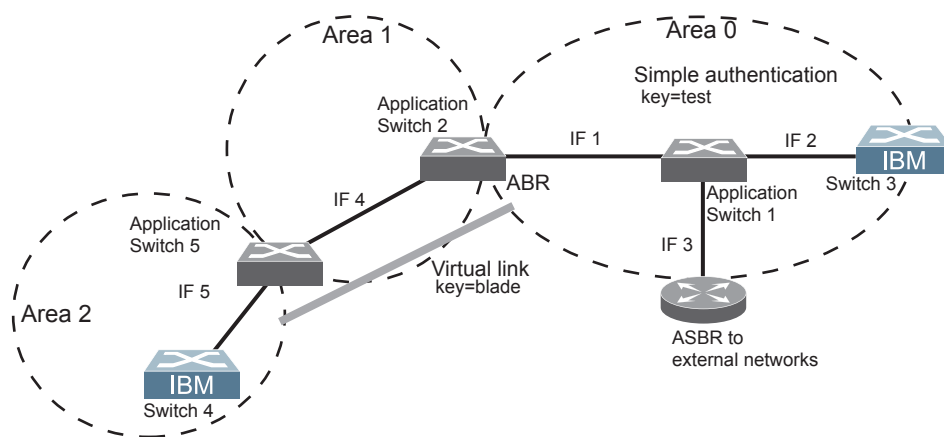 Area 1
Area 0
Simple authentication
key=test
Application
Switch 2
IF 1
IF 2
IBM
Switch 3
ABR
Application
Switch 1
IF 4
Application
Switch 5
IF 3
Virtual link
key=blade
IF 5
Area 2
ASBR to
external networks
IBM
Switch 4